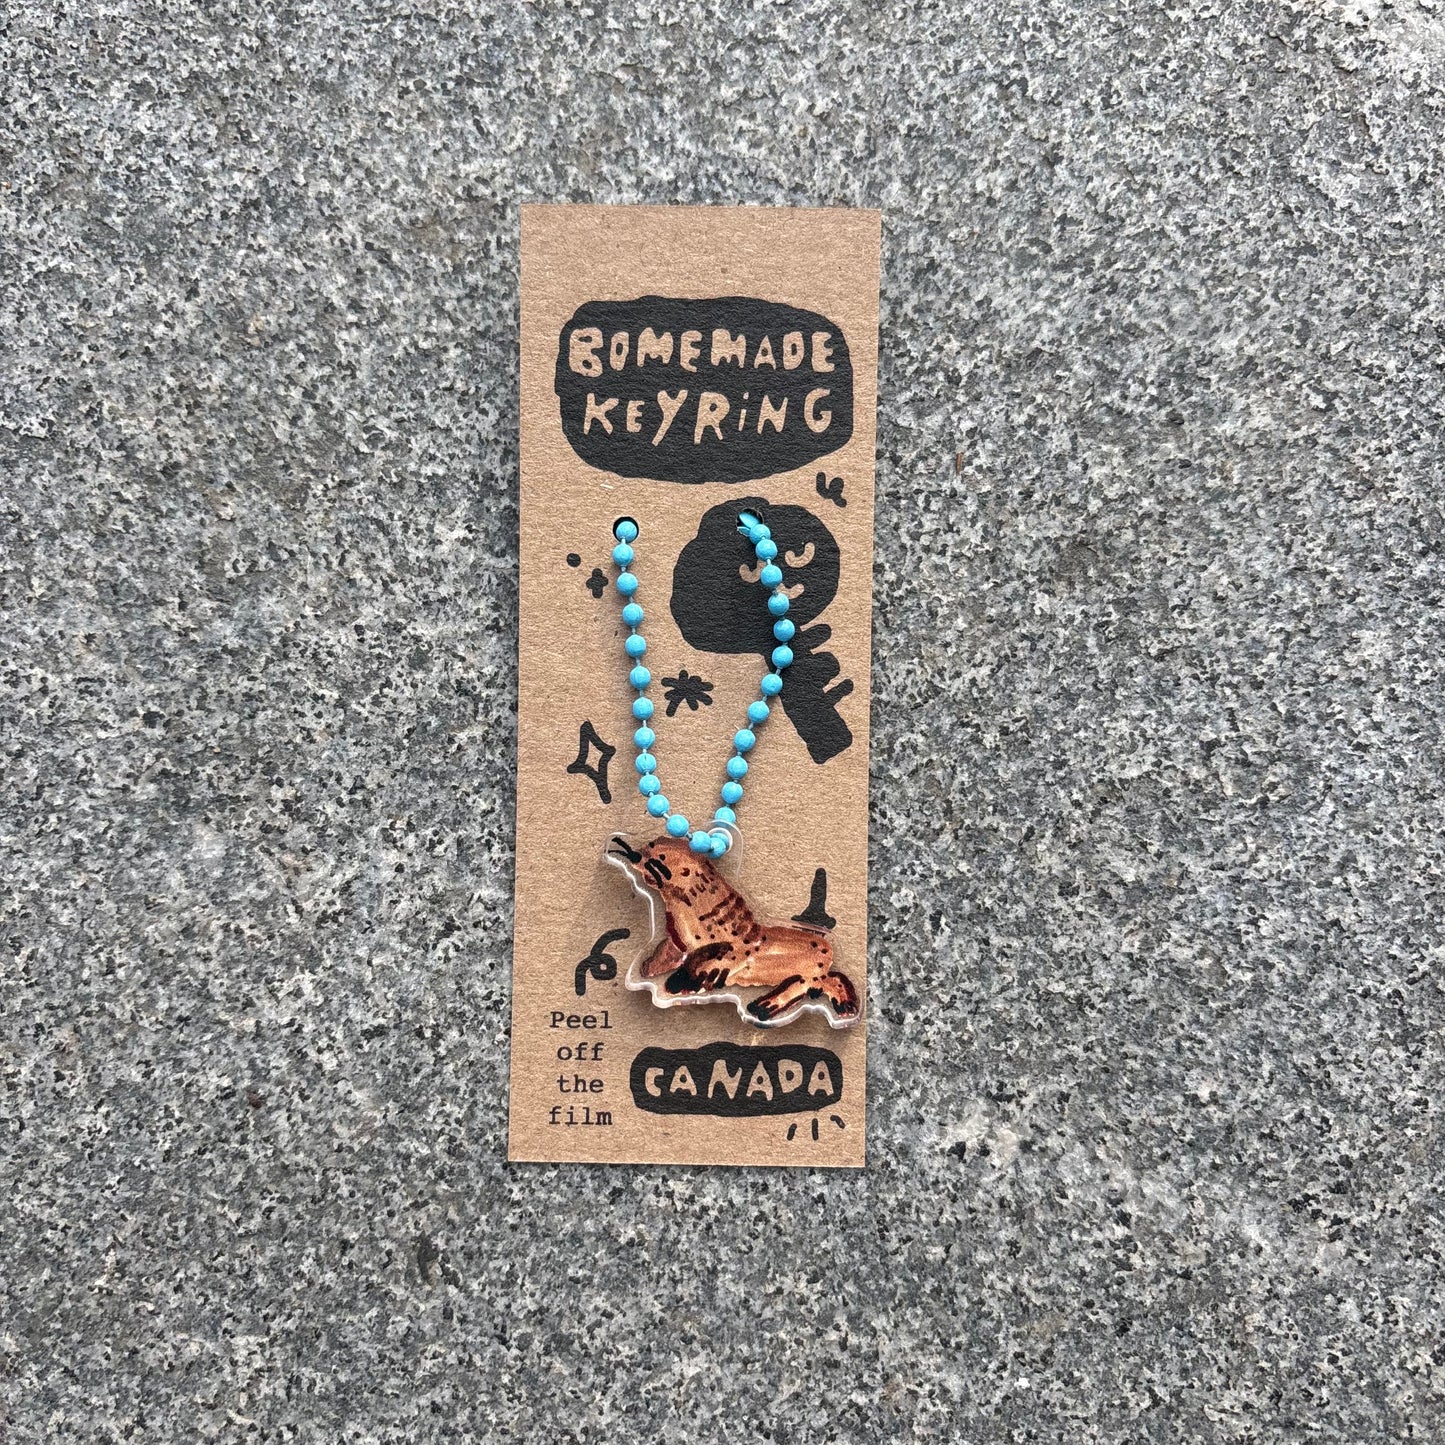 BOMEMADE
KEYRiNG
Peel
off
the
film
CANADA